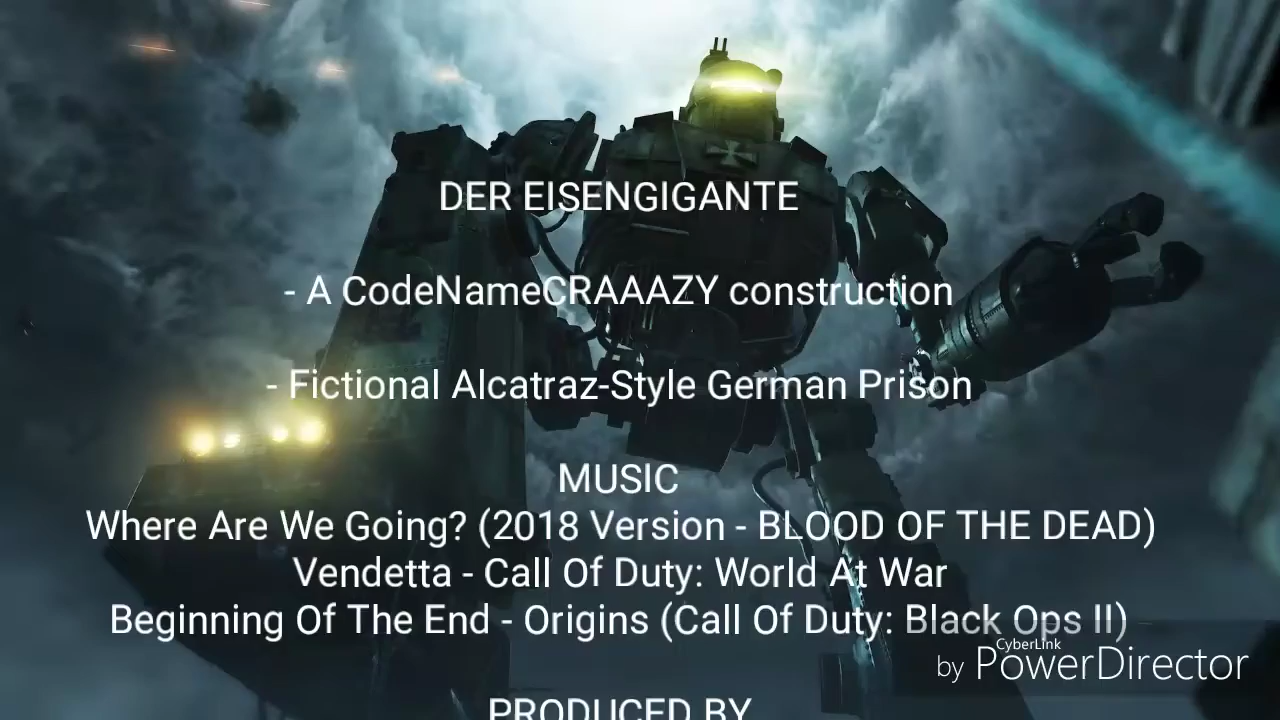 DER EISENGIGANTE
- A CodeNameCRAAAZY construction
- Fictional Alcatraz-Style German Prison
MUSIC
Where Are We Going? (2018 Version - BLOOD OF THE DEAD)
Vendetta - Call Of Duty: World At War
Beginning Of The End - Origins (Call Of Duty: Black Ops II)
CyberLink
by PowerDirector
PRODUCED BY